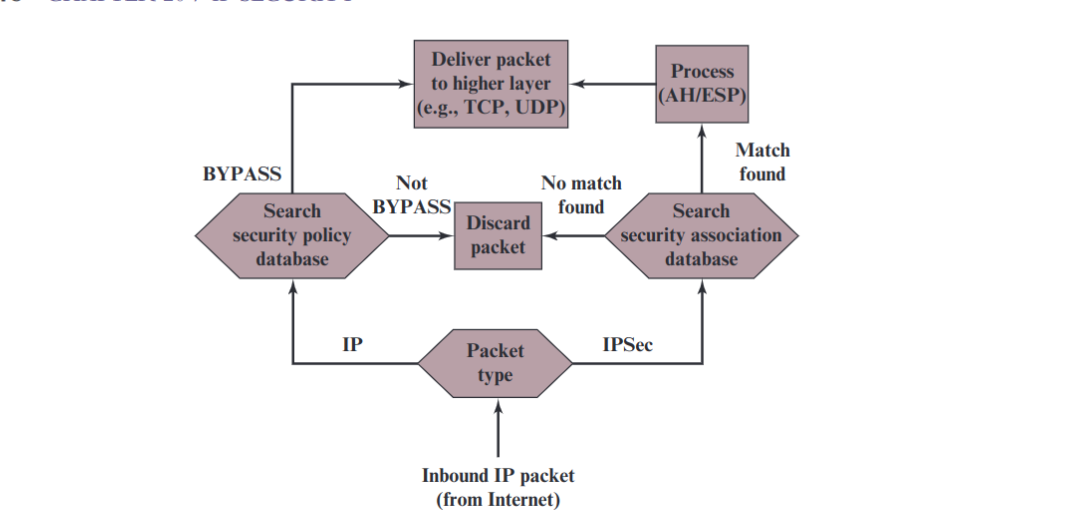 Deliver packet
to higher layer
(e.g., TCP, UDP)
Process
(AH/ESP)
Match
found
BYPASS
Not
BYPASS
No match
found
Search
security policy
database
Discard
packet
Search
security association
database
IP
IPSec
Packet
type
Inbound IP packet
(from Internet)